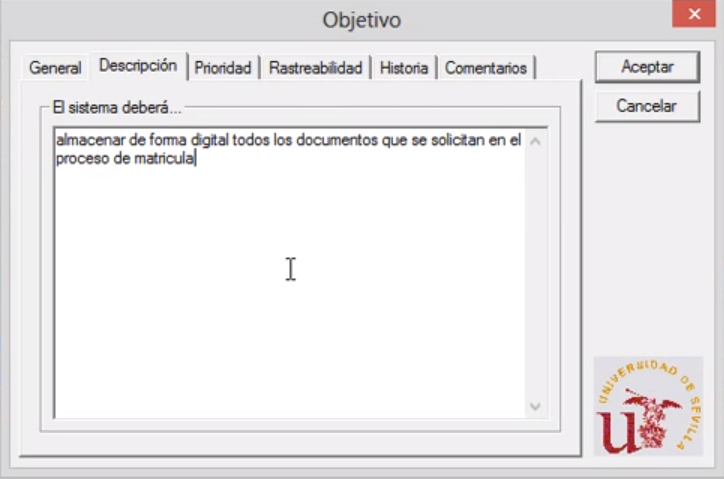 Objetivo
General Descripción Prioridad Rastreabilidad Historia Comentarios
Aceptar
Cancelar
El sistema deberá...
almacenar de forma digital todos los documentos que se solicitan en el
proceso de matricula
UNIVERSIDAD DE SEVILLA